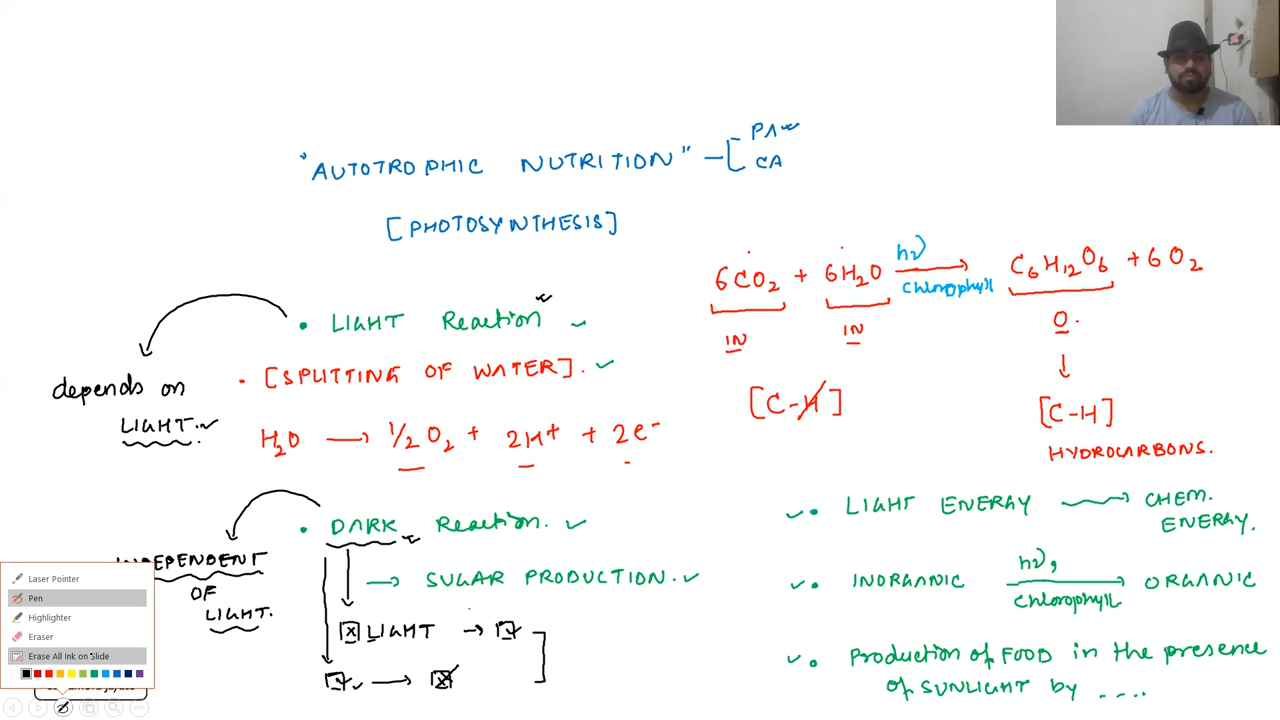 "AUTOTROPHIC NUTRITION" - [ PA
CA
[PHOTOSYNTHESIS]
6CO2 + 6H2O hν chlorophyll → C6H12O6 + 6O2
IN IN O.
[C-H] [C-H]
HYDROCARBONS.
• LIGHT Reaction
• [SPLITTING OF WATER].
depends on
LIGHT.
H2O → 1/2 O2 + 2H+ + 2e-
• DARK Reaction.
INDEPENDENT
OF
LIGHT.
→ SUGAR PRODUCTION.
LIGHT →
• LIGHT ENERGY → CHEM.
ENERGY.
• INORGANIC hν, chlorophyll → ORGANIC
• Production of FOOD in the presence
of SUNLIGHT by ----
Laser Pointer
Pen
Highlighter
Eraser
Erase All Ink on Slide